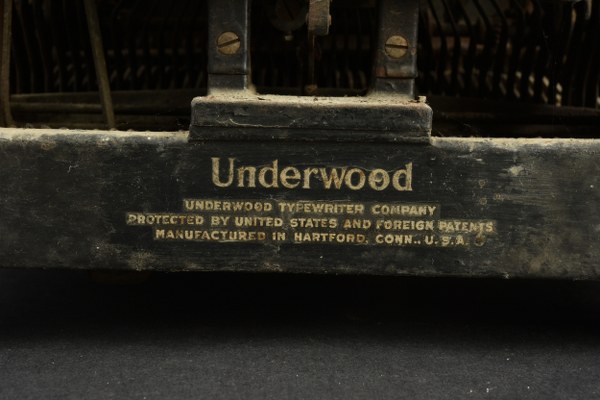 Underwood
UNDERWOOD TYPEWRITER COMPANY
PROTECTED BY UNITED STATES AND FOREIGN PATENTS
MANUFACTURED IN HARTFORD, CONN., U.S.A.